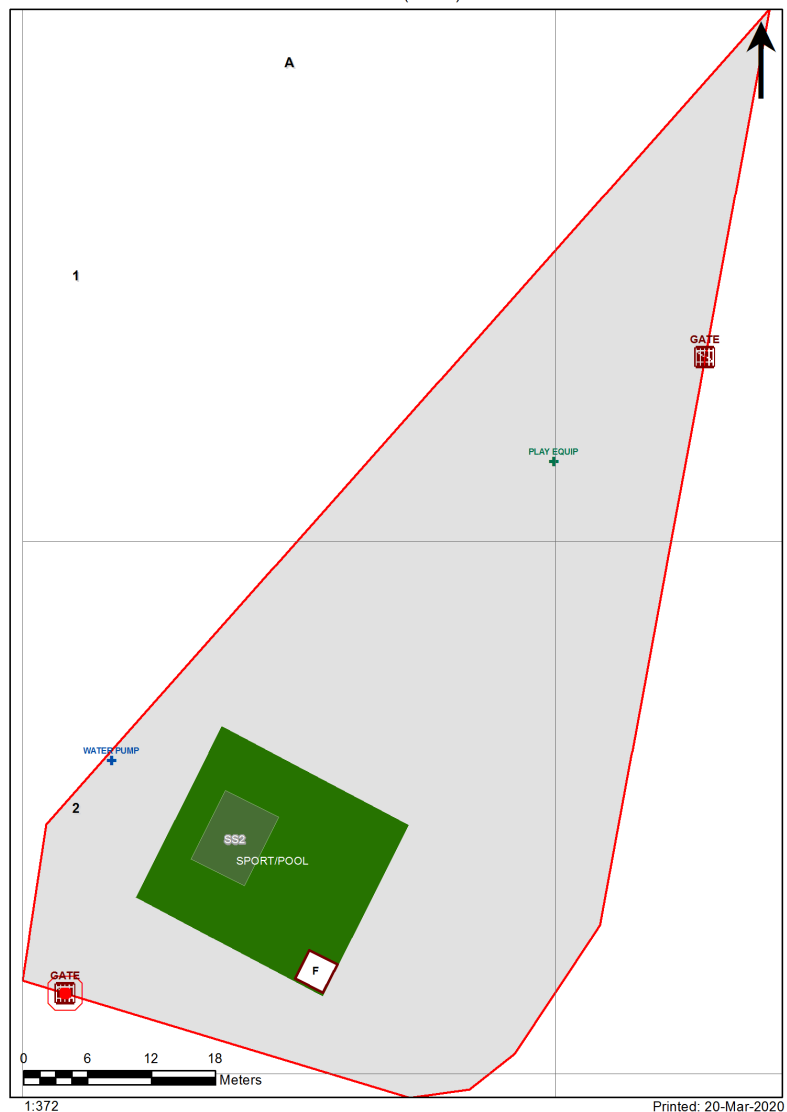 A
1
GATE
PLAY EQUIP
WATER PUMP
2
SS2
SPORT/POOL
F
GATE
0 6 12 18
Meters
1:372 Printed: 20-Mar-2020